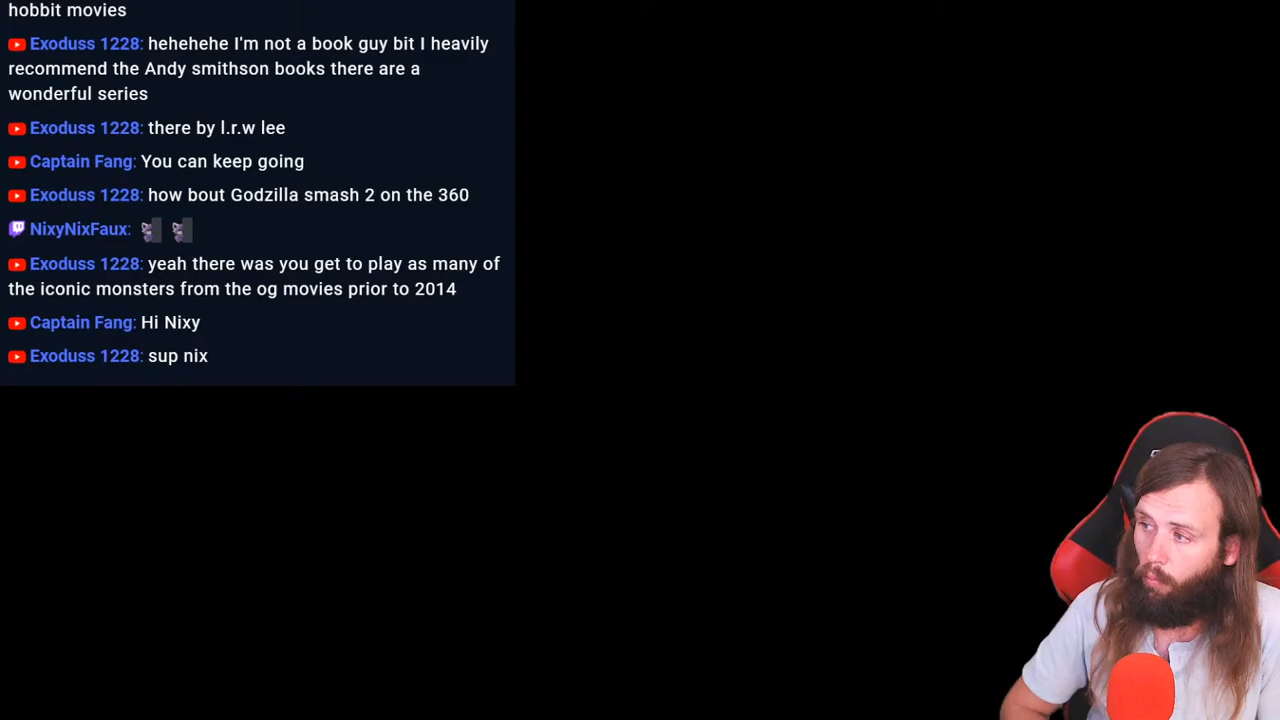 hobbit movies
Exoduss 1228: hehehehe I'm not a book guy bit I heavily
recommend the Andy smithson books there are a
wonderful series
Exoduss 1228: there by l.r.w lee
Captain Fang: You can keep going
Exoduss 1228: how bout Godzilla smash 2 on the 360
NixyNixFaux:
Exoduss 1228: yeah there was you get to play as many of
the iconic monsters from the og movies prior to 2014
Captain Fang: Hi Nixy
Exoduss 1228: sup nix